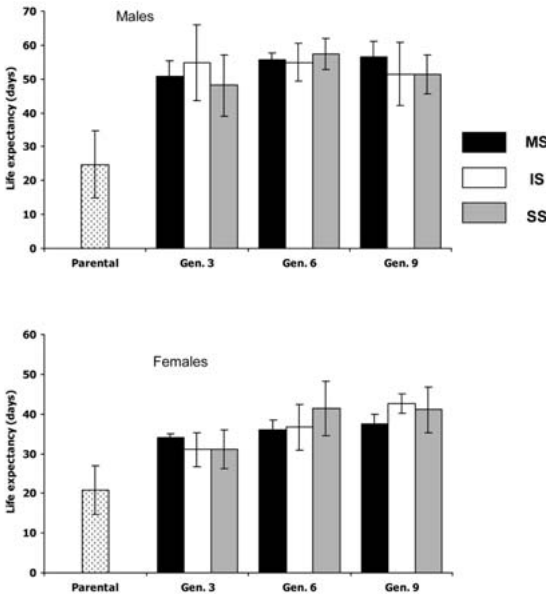 Males
Life expectancy (days)
70
60
50
40
30
20
10
0
Parental
Gen. 3
Gen. 6
Gen. 9
MS
IS
SS
Females
Life expectancy (days)
60
50
40
30
20
10
0
Parental
Gen. 3
Gen. 6
Gen. 9